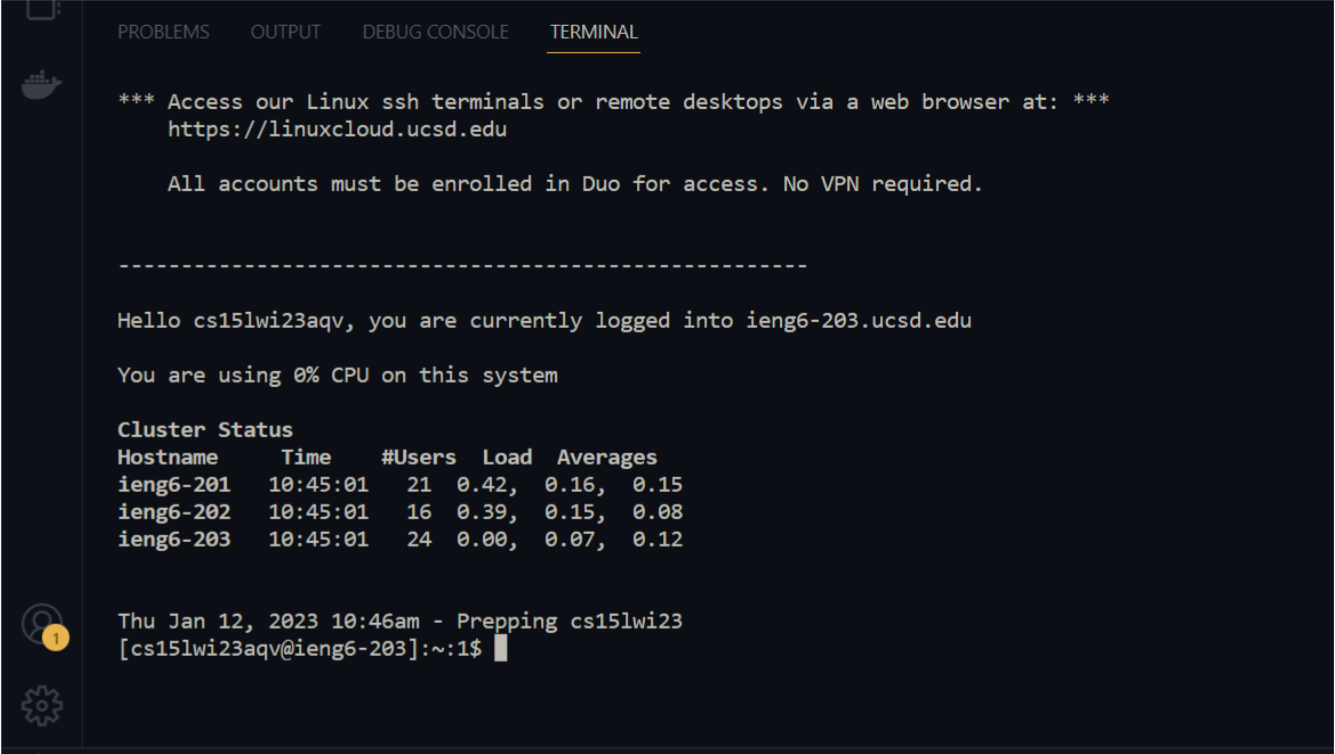 PROBLEMS OUTPUT DEBUG CONSOLE TERMINAL
*** Access our Linux ssh terminals or remote desktops via a web browser at: ***
https://linuxcloud.ucsd.edu
All accounts must be enrolled in Duo for access. No VPN required.
-------------------------------------------------------
Hello cs15lwi23aqv, you are currently logged into ieng6-203.ucsd.edu
You are using 0% CPU on this system
Cluster Status
Hostname Time #Users Load Averages
ieng6-201 10:45:01 21 0.42, 0.16, 0.15
ieng6-202 10:45:01 16 0.39, 0.15, 0.08
ieng6-203 10:45:01 24 0.00, 0.07, 0.12
Thu Jan 12, 2023 10:46am - Prepping cs15lwi23
[cs15lwi23aqv@ieng6-203]:~:1$
1